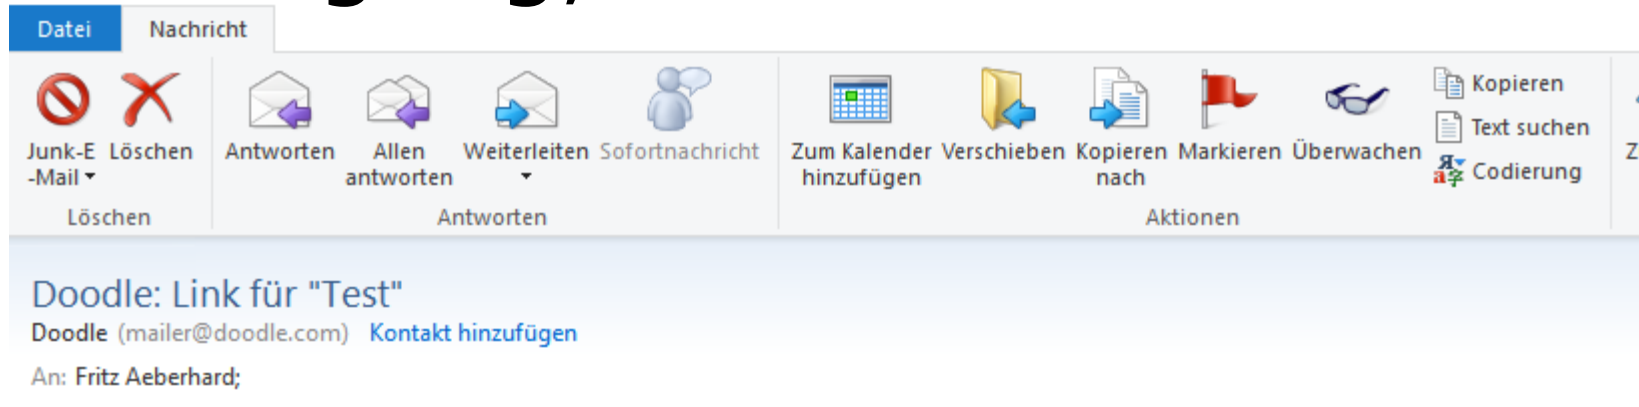 Datei Nachricht
Junk-E Löschen Antworten Allen Weiterleiten Sofortnachricht Zum Kalender Verschieben Kopieren Markieren Überwachen Kopieren
-Mail antworten hinzufügen nach Text suchen
Codierung
Löschen Antworten Aktionen
Doodle: Link für "Test"
Doodle (mailer@doodle.com) Kontakt hinzufügen
An: Fritz Aeberhard;